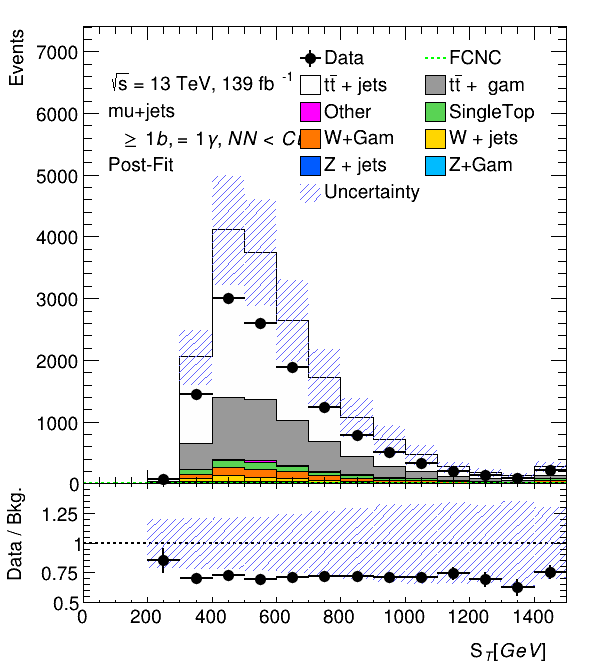 Events
7000
6000
5000
4000
3000
2000
1000
0
√s = 13 TeV, 139 fb -1
mu+jets
≥ 1b, = 1γ, NN <
Post-Fit
Data
FCNC
tt̄ + jets
tt̄ + gam
Other
SingleTop
W+Gam
W + jets
Z + jets
Z+Gam
Uncertainty
Data / Bkg.
1.25
1
0.75
0.5
0 200 400 600 800 1000 1200 1400
S_T[GeV]